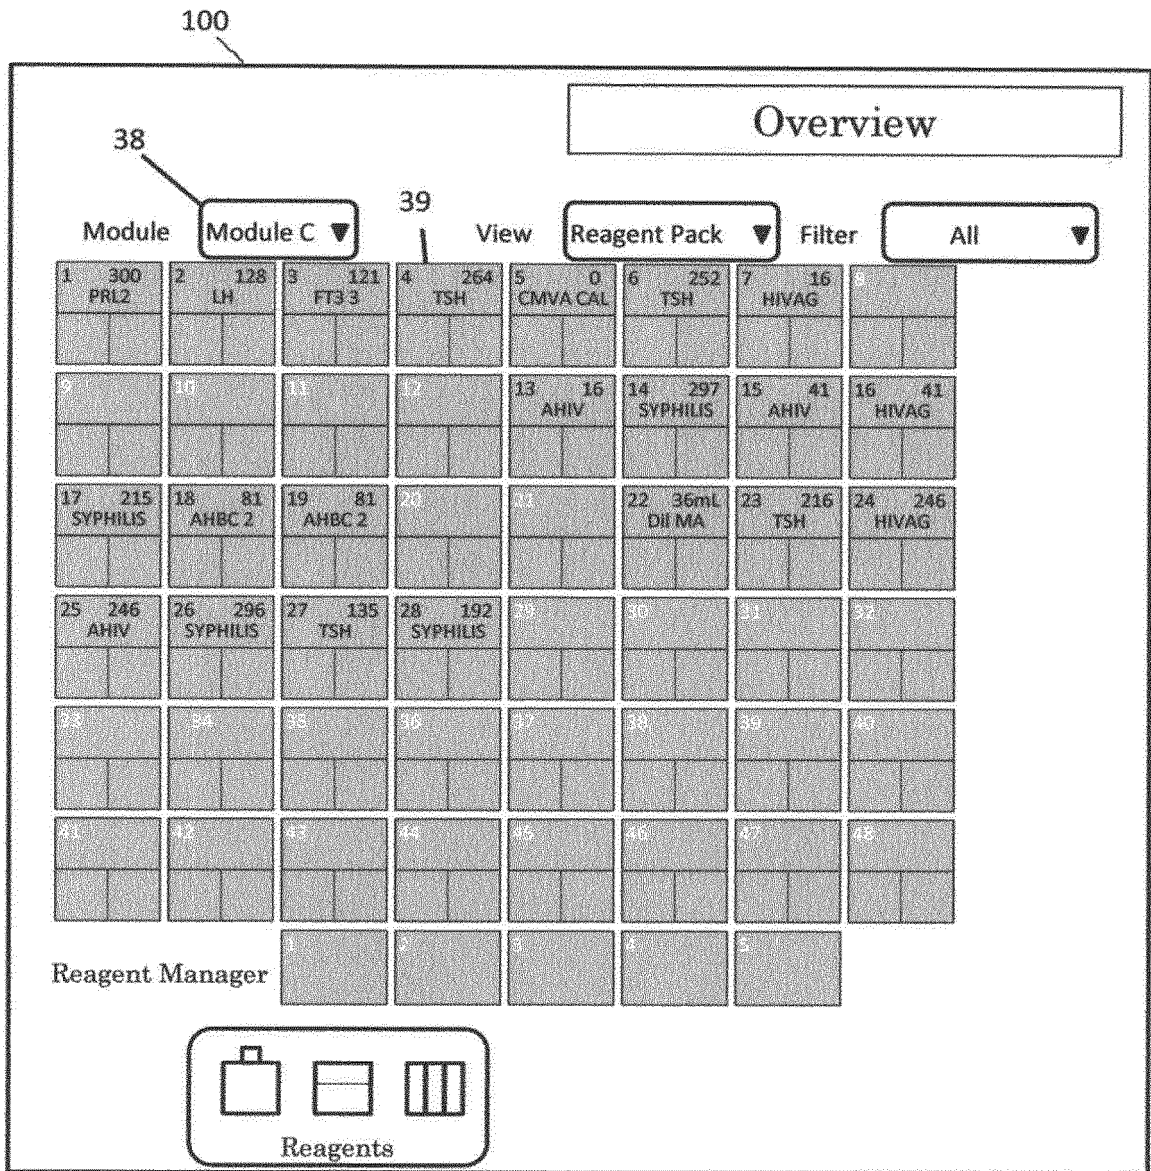 100
Overview
38
39
Module Module C ▼ View Reagent Pack ▼ Filter All ▼
1 300 2 128 3 121 4 264 5 0 6 252 7 16 8
PRL2 LH FT3 3 TSH CMVA CAL TSH HIVAG
9 10 11 12 13 16 14 297 15 41 16 41
AHIV SYPHILIS AHIV HIVAG
17 215 18 81 19 81 20 21 22 36mL 23 216 24 246
SYPHILIS AHBC 2 AHBC 2 Dil MA TSH HIVAG
25 246 26 296 27 135 28 192 29 30 31 32
AHIV SYPHILIS TSH SYPHILIS
33 34 35 36 37 38 39 40
41 42 43 44 45 46 47 48
Reagent Manager 1 2 3 4 5
Reagents